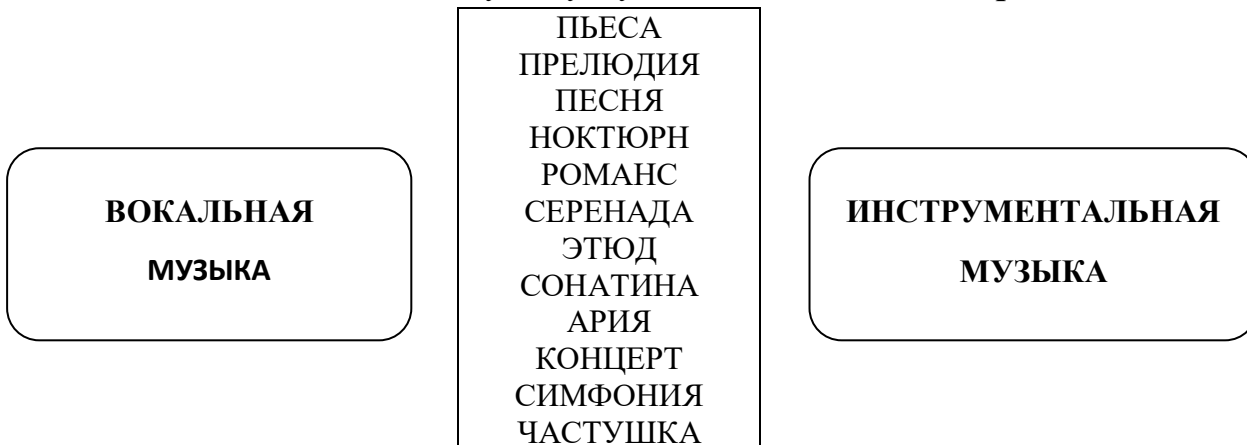 ПЬЕСА
ПРЕЛЮДИЯ
ПЕСНЯ
НОКТЮРН
РОМАНС
СЕРЕНАДА
ЭТЮД
СОНАТИНА
АРИЯ
КОНЦЕРТ
СИМФОНИЯ
ЧАСТУШКА
ВОКАЛЬНАЯ
МУЗЫКА
ИНСТРУМЕНТАЛЬНАЯ
МУЗЫКА